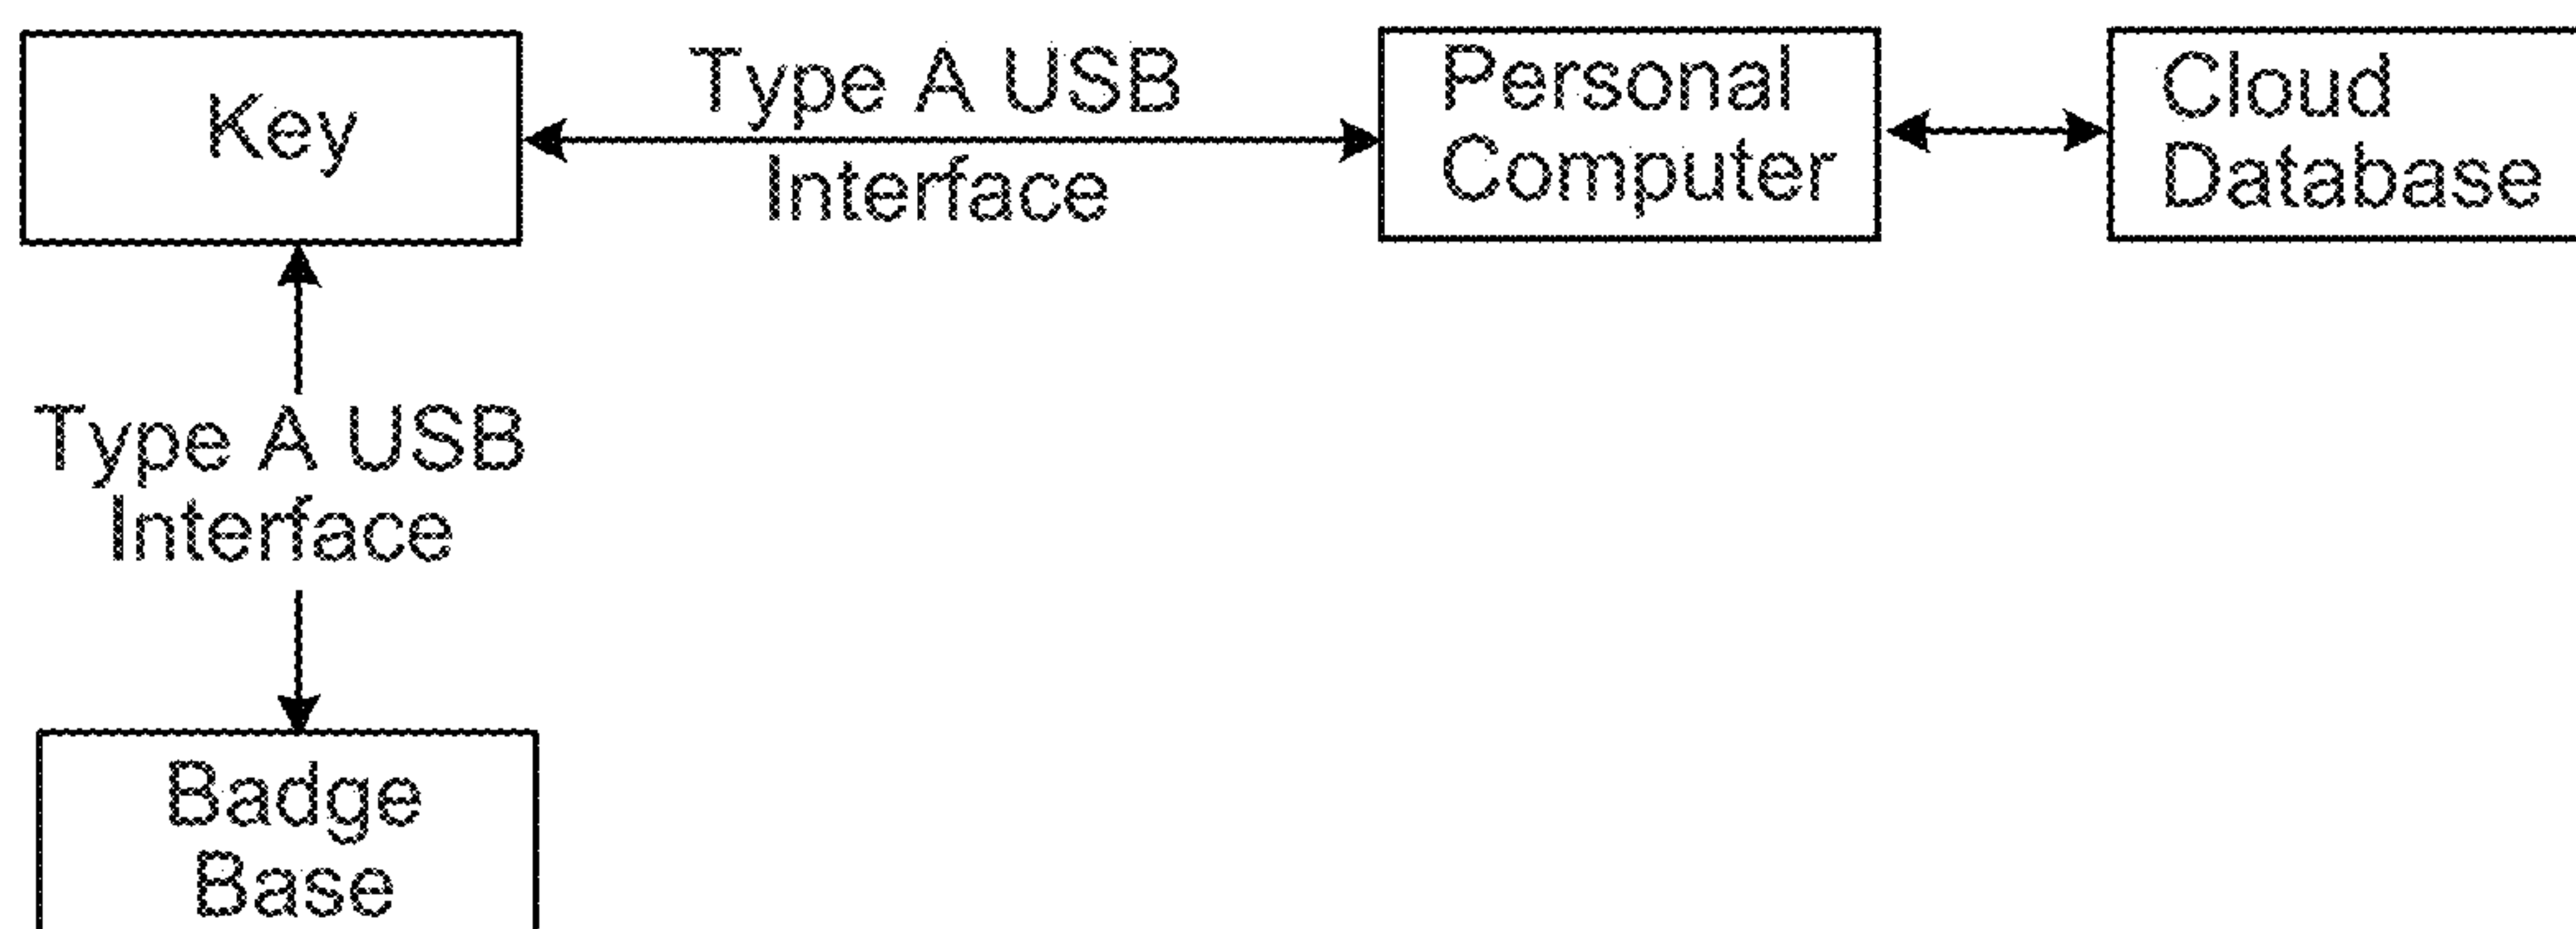 Key
Type A USB
Interface
Personal
Computer
Cloud
Database
Type A USB
Interface
Badge
Base